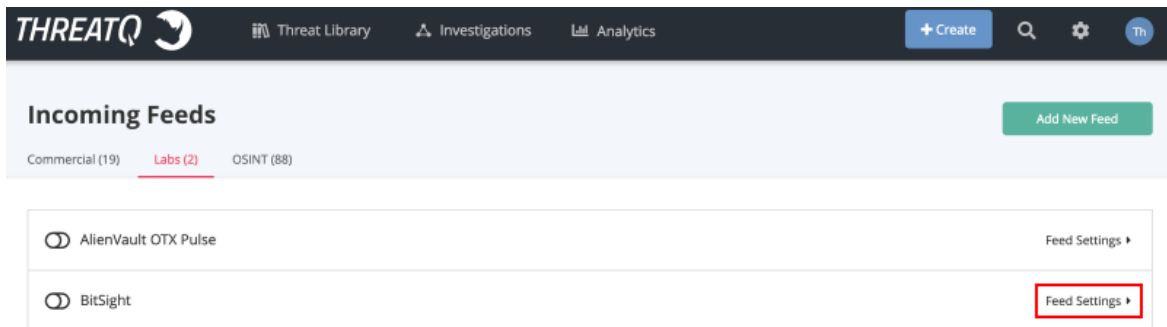 THREATQ Threat Library Investigations Analytics + Create Th
Incoming Feeds
Add New Feed
Commercial (19) Labs (2) OSINT (88)
AlienVault OTX Pulse Feed Settings
BitSight Feed Settings